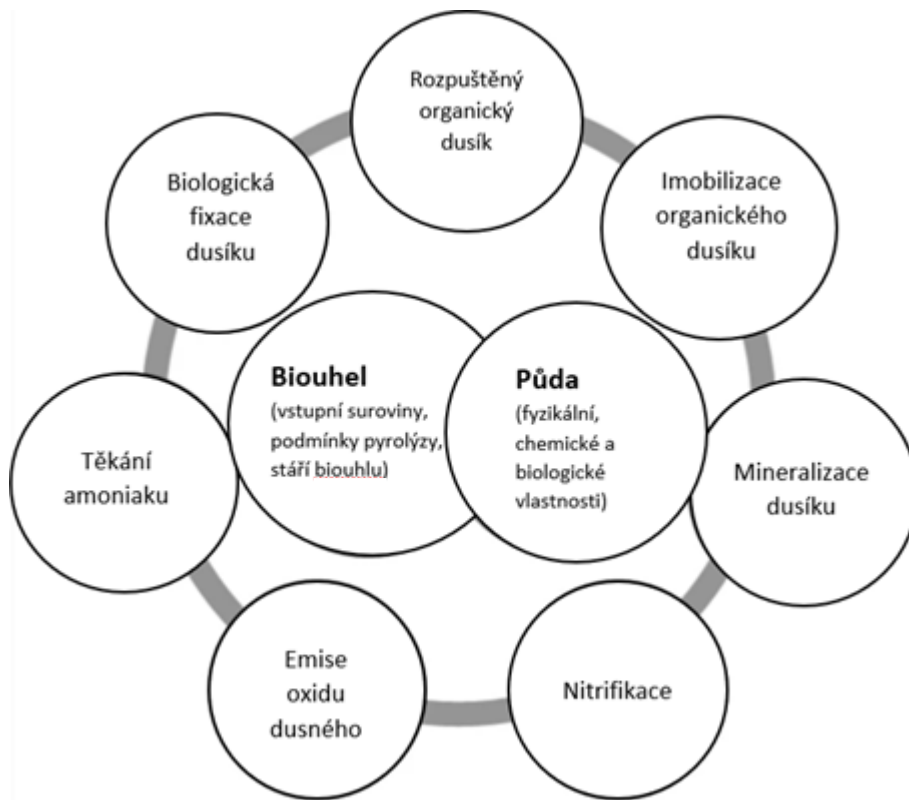 Rozpuštěný
organický
dusík
Biologická
fixace
dusíku
Imobilizace
organického
dusíku
Biouhel
(vstupní suroviny,
podmínky pyrolýzy,
stáří biouhlu)
Půda
(fyzikální,
chemické a
biologické
vlastnosti)
Těkání
amoniaku
Mineralizace
dusíku
Emise
oxidu
dusného
Nitrifikace